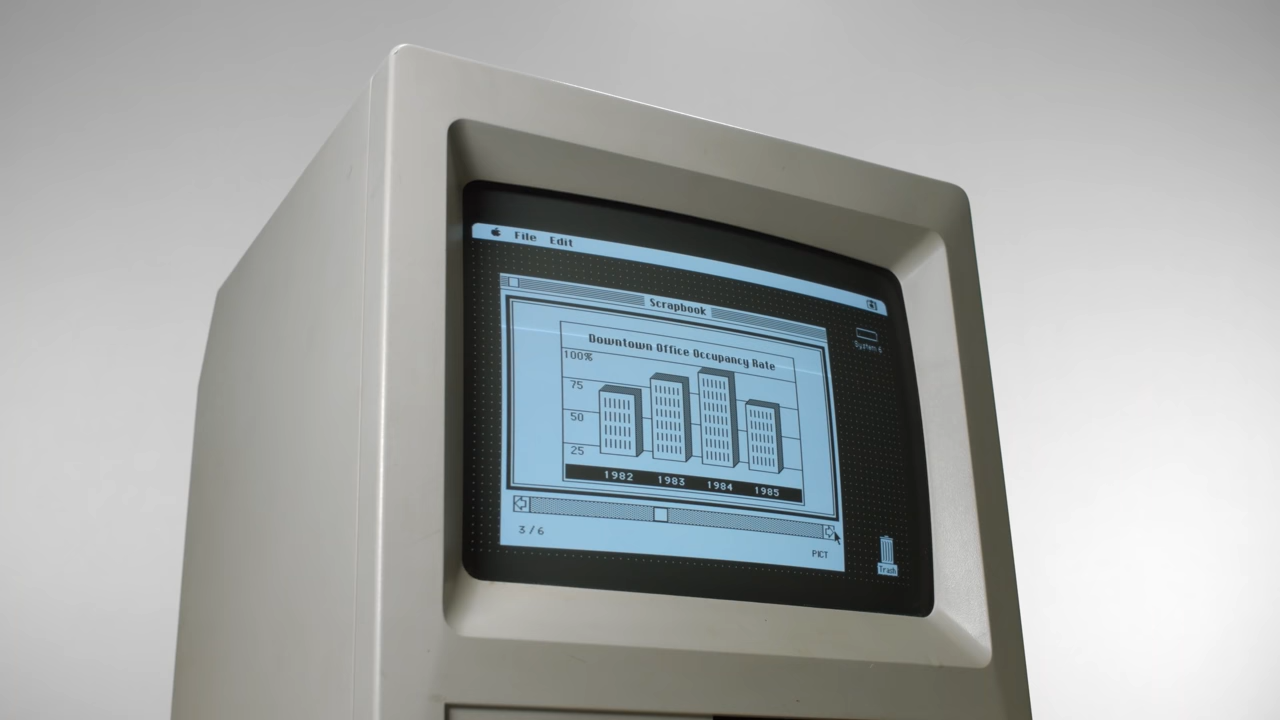 File Edit
Scrapbook
System 6
Downtown Office Occupancy Rate
100%
75
50
25
1982 1983 1984 1985
3 / 6
PICT
Trash